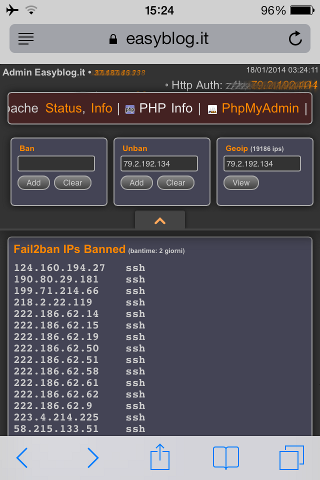 15:24 96%
easyblog.it
Admin Easyblog.it • 18/01/2014 03:24:11
• Http Auth:
pache Status, Info | PHP Info | PhpMyAdmin |
Ban Unban Geoip (19186 ips)
79.2.192.134 79.2.192.134
Add Clear Add Clear View
Fail2ban IPs Banned (bantime: 2 giorni)
124.160.194.27 ssh
190.80.29.181 ssh
199.71.214.66 ssh
218.2.22.119 ssh
222.186.62.14 ssh
222.186.62.15 ssh
222.186.62.19 ssh
222.186.62.50 ssh
222.186.62.51 ssh
222.186.62.58 ssh
222.186.62.61 ssh
222.186.62.62 ssh
222.186.62.9 ssh
223.4.214.225 ssh
58.215.133.51 ssh